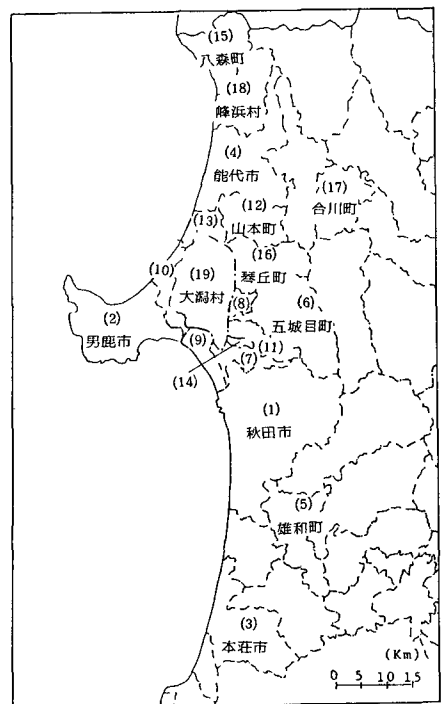 (15)
八森町
(18)
峰浜村
(4)
能代市
(17)
合川町
(12)
山本町
(13)
(16)
琴丘町
(10)
(19)
大潟村
(8)
(6)
五城目町
(2)
男鹿市
(9)
(11)
(7)
(14)
(1)
秋田市
(5)
雄和町
(3)
本荘市
(Km)
0 5 10 15